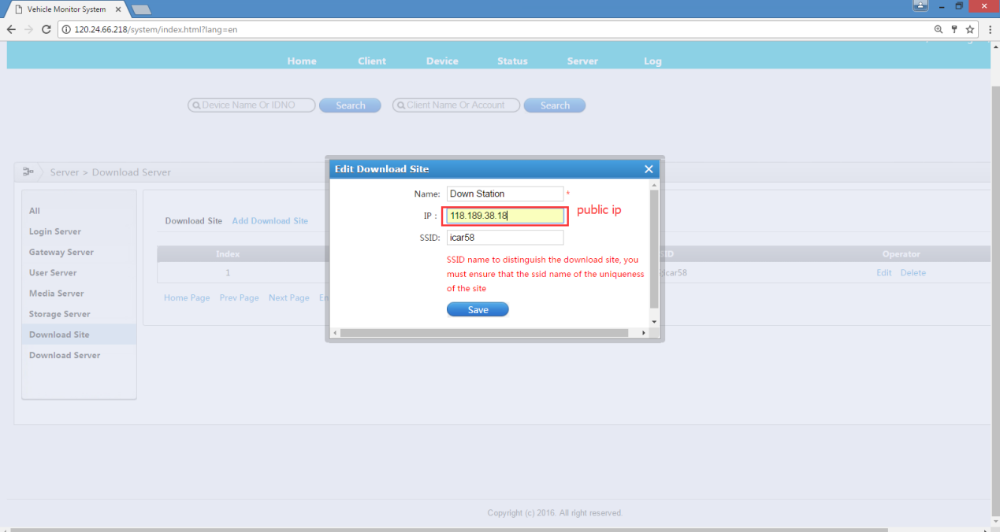 Vehicle Monitor System
120.24.66.218/system/index.html?lang=en
Home Client Device Status Server Log
Device Name Or IDNO Search Client Name Or Account Search
Server > Download Server
All
Login Server
Gateway Server
User Server
Media Server
Storage Server
Download Site
Download Server
Download Site Add Download Site
Index SID Operator
1 icar58 Edit Delete
Home Page Prev Page Next Page En
Edit Download Site
Name: Down Station *
IP : 118.189.38.18 public ip
SSID: icar58
SSID name to distinguish the download site, you
must ensure that the ssid name of the uniqueness
of the site
Save
Copyright (c) 2016. All right reserved.